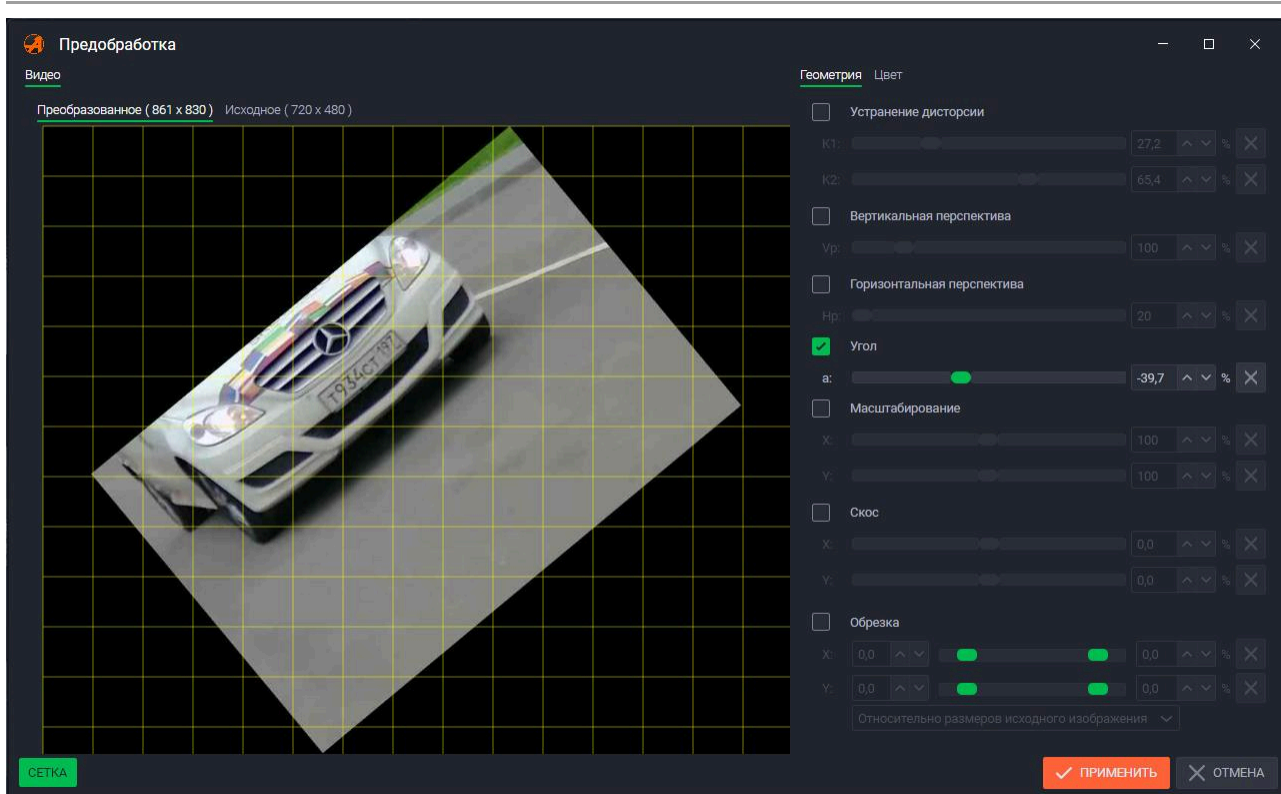 Предобработка
Видео
Геометрия Цвет
Преобразованное ( 861 x 830 ) Исходное ( 720 x 480 )
Устранение дисторсии
K1: 27,2 %
K2: 65,4 %
Вертикальная перспектива
Vp: 100 %
Горизонтальная перспектива
Hp: 20 %
Угол
a: -39,7 %
Масштабирование
X: 100 %
Y: 100 %
Скос
X: 0,0 %
Y: 0,0 %
Обрезка
X: 0,0 0,0 %
Y: 0,0 0,0 %
Относительно размеров исходного изображения
Т934СТ 197
СЕТКА
ПРИМЕНИТЬ ОТМЕНА